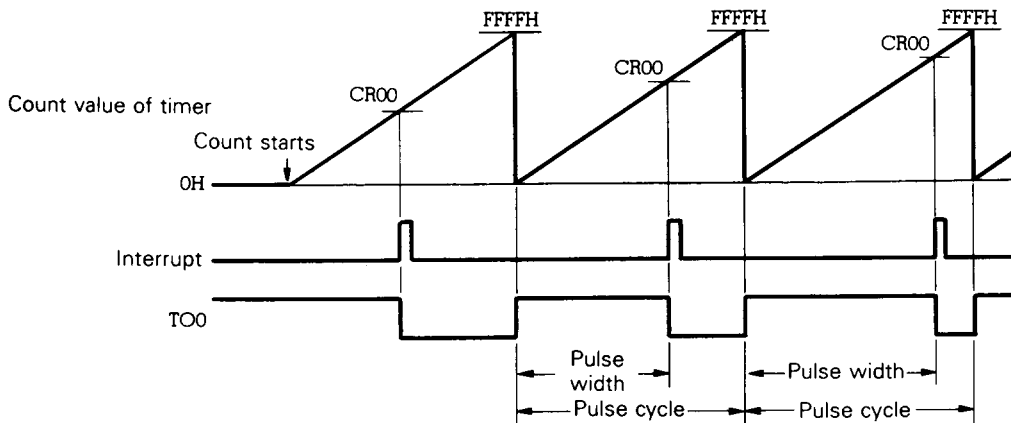 FFFFH FFFFH FFFFH
CR00
CR00
CR00
Count value of timer
Count starts
0H
Interrupt
TO0
Pulse
width
Pulse width
Pulse cycle
Pulse cycle